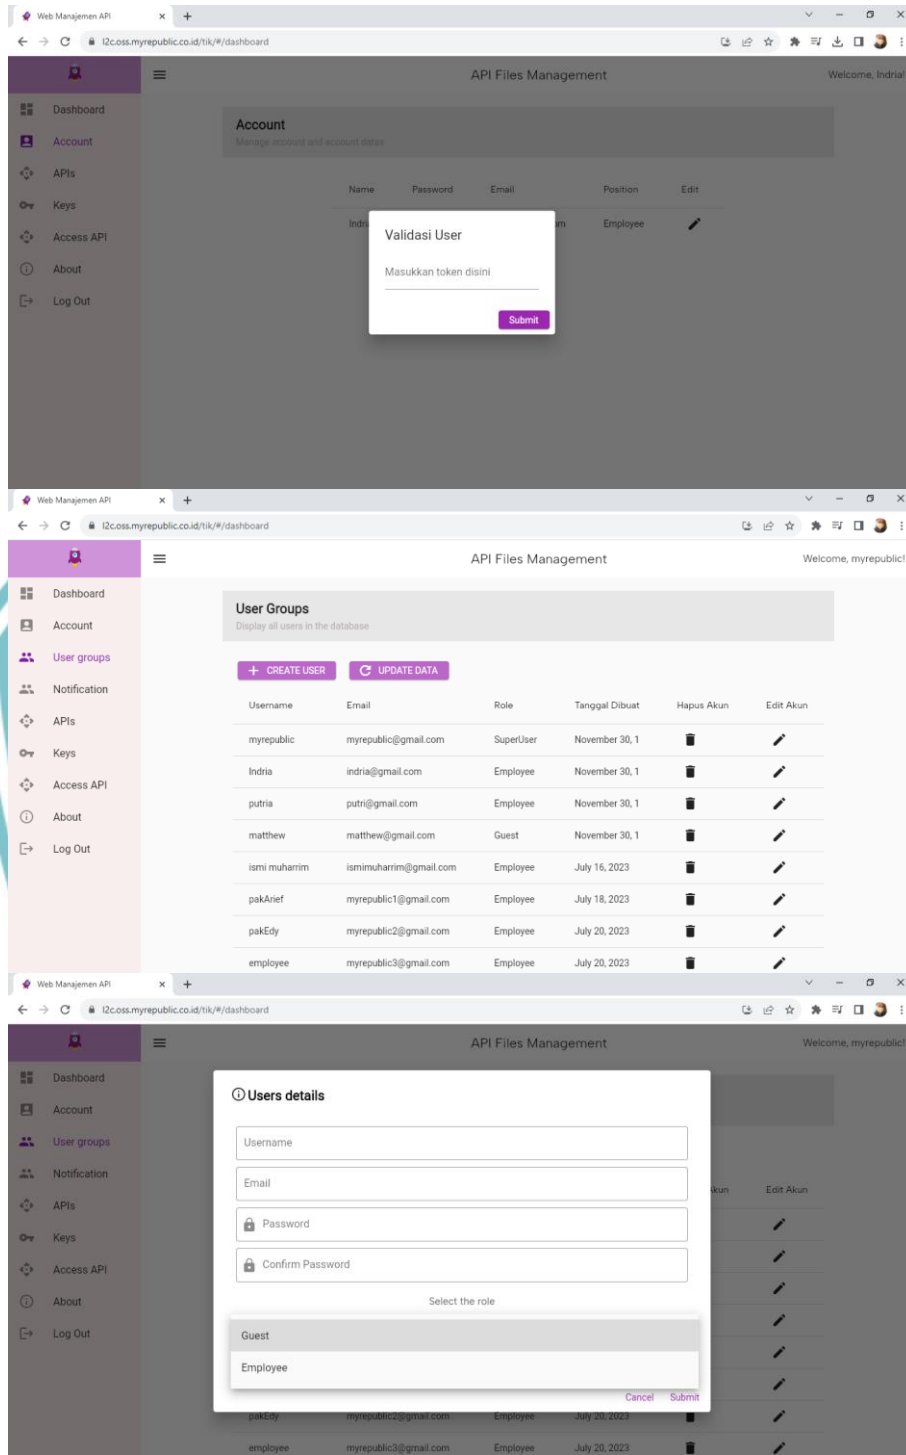 Web Manajemen API
l2c.oss.myrepublic.co.id/tik/#/dashboard
API Files Management
Welcome, Indria!
Dashboard
Account
APIs
Keys
Access API
About
Log Out
Account
Manage account and account datas
Name Password Email Position Edit
Indri om Employee
Validasi User
Masukkan token disini
Submit
Web Manajemen API
l2c.oss.myrepublic.co.id/tik/#/dashboard
API Files Management
Welcome, myrepublic!
Dashboard
Account
User groups
Notification
APIs
Keys
Access API
About
Log Out
User Groups
Display all users in the database
+ CREATE USER UPDATE DATA
Username Email Role Tanggal Dibuat Hapus Akun Edit Akun
myrepublic myrepublic@gmail.com SuperUser November 30, 1
Indria indria@gmail.com Employee November 30, 1
putria putri@gmail.com Employee November 30, 1
matthew matthew@gmail.com Guest November 30, 1
ismi muharrim ismimuharrim@gmail.com Employee July 16, 2023
pakArief myrepublic1@gmail.com Employee July 18, 2023
pakEdy myrepublic2@gmail.com Employee July 20, 2023
employee myrepublic3@gmail.com Employee July 20, 2023
Web Manajemen API
l2c.oss.myrepublic.co.id/tik/#/dashboard
API Files Management
Welcome, myrepublic!
Dashboard
Account
User groups
Notification
APIs
Keys
Access API
About
Log Out
Users details
Username
Email
Password
Confirm Password
Select the role
Guest
Employee
Cancel Submit
Akun Edit Akun
pakEdy myrepublic2@gmail.com Employee July 20, 2023
employee myrepublic3@gmail.com Employee July 20, 2023